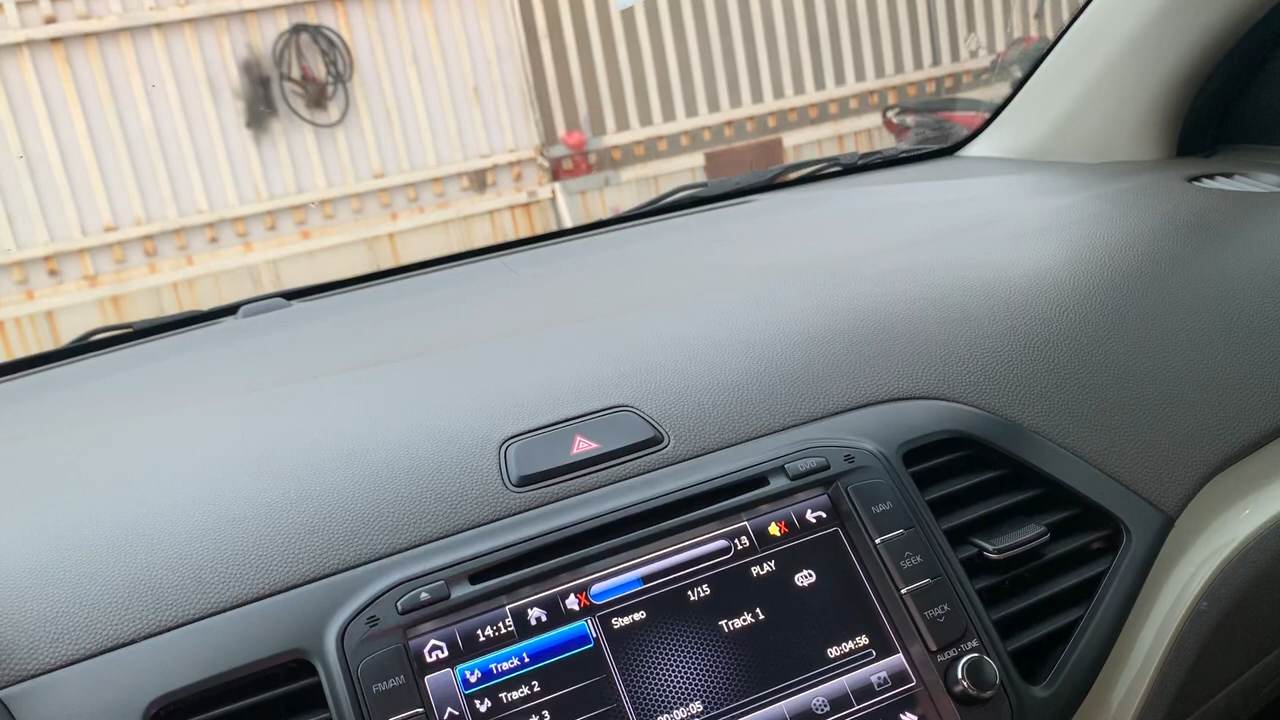 DVD
NAVI
SEEK
TRACK
AUDIO•TUNE
FM/AM
13
14:15
Stereo
1/15
PLAY
ALL
Track 1
00:04:56
00:00:05
Track 1
Track 2